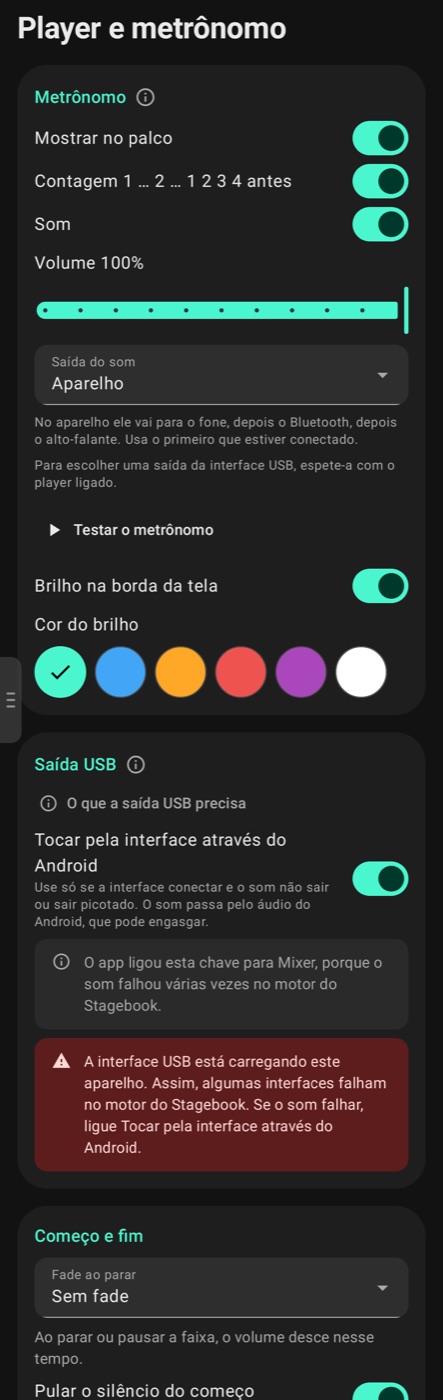 Player e metrônomo
Metrônomo
Mostrar no palco
Contagem 1 ... 2 ... 1 2 3 4 antes
Som
Volume 100%
Saída do som
Aparelho
No aparelho ele vai para o fone, depois o Bluetooth, depois
o alto-falante. Usa o primeiro que estiver conectado.
Para escolher uma saída da interface USB, espete-a com o
player ligado.
Testar o metrônomo
Brilho na borda da tela
Cor do brilho
Saída USB
O que a saída USB precisa
Tocar pela interface através do
Android
Use só se a interface conectar e o som não sair
ou sair picotado. O som passa pelo áudio do
Android, que pode engasgar.
O app ligou esta chave para Mixer, porque o
som falhou várias vezes no motor do
Stagebook.
A interface USB está carregando este
aparelho. Assim, algumas interfaces falham
no motor do Stagebook. Se o som falhar,
ligue Tocar pela interface através do
Android.
Começo e fim
Fade ao parar
Sem fade
Ao parar ou pausar a faixa, o volume desce nesse
tempo.
Pular o silêncio do começo